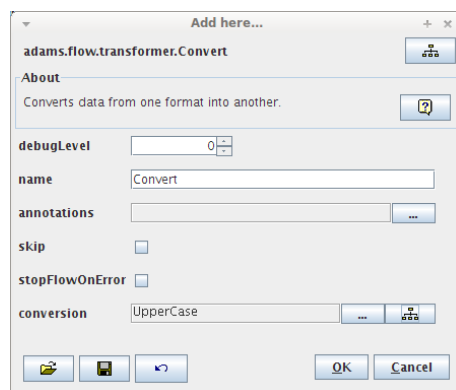 Add here...
adams.flow.transformer.Convert
About
Converts data from one format into another.
debugLevel 0
name Convert
annotations ...
skip
stopFlowOnError
conversion UpperCase ...
OK Cancel